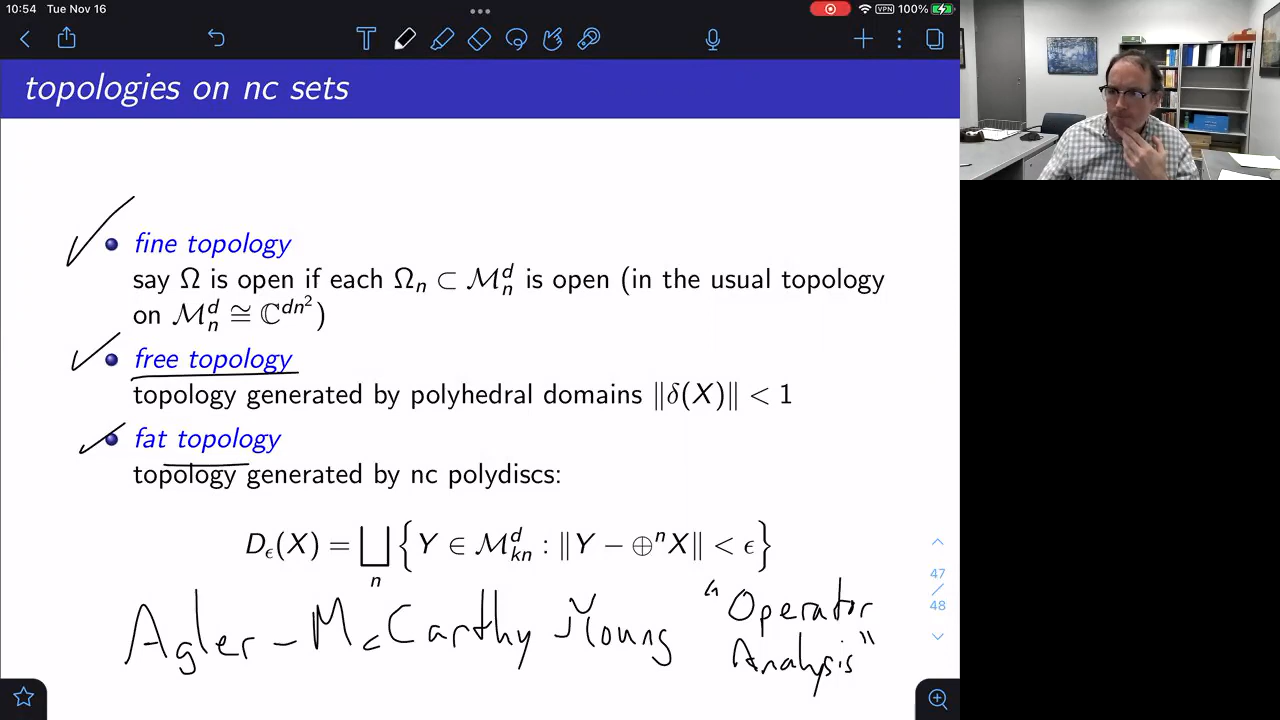 10:54 Tue Nov 16
VPN 100%
topologies on nc sets
fine topology
say Ω is open if each Ωₙ ⊂ 𝓜ₙᵈ is open (in the usual topology
on 𝓜ₙᵈ ≅ ℂ^{dn²})
free topology
topology generated by polyhedral domains ‖δ(X)‖ < 1
fat topology
topology generated by nc polydiscs:
D_ϵ(X) = ⨆ₙ {Y ∈ 𝓜ᵈₖₙ : ‖Y − ⊕ⁿX‖ < ϵ}
Agler - McCarthy Young "Operator
Analysis"
47
/
48